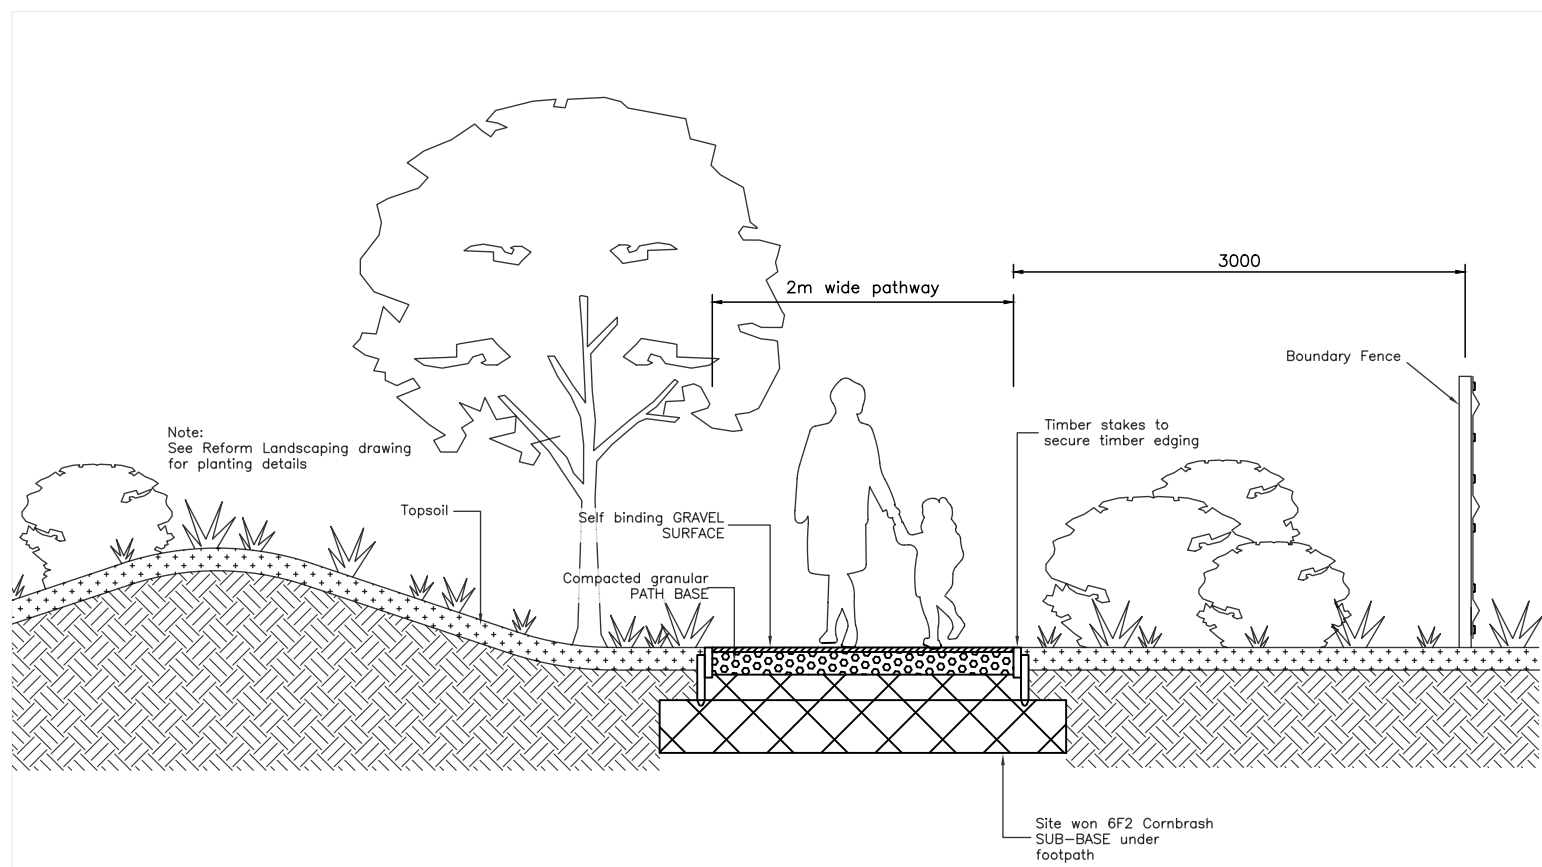 3000
2m wide pathway
Boundary Fence
Timber stakes to
secure timber edging
Note:
See Reform Landscaping drawing
for planting details
Topsoil
Self binding GRAVEL
SURFACE
Compacted granular
PATH BASE
Site won 6F2 Cornbrash
SUB-BASE under
footpath